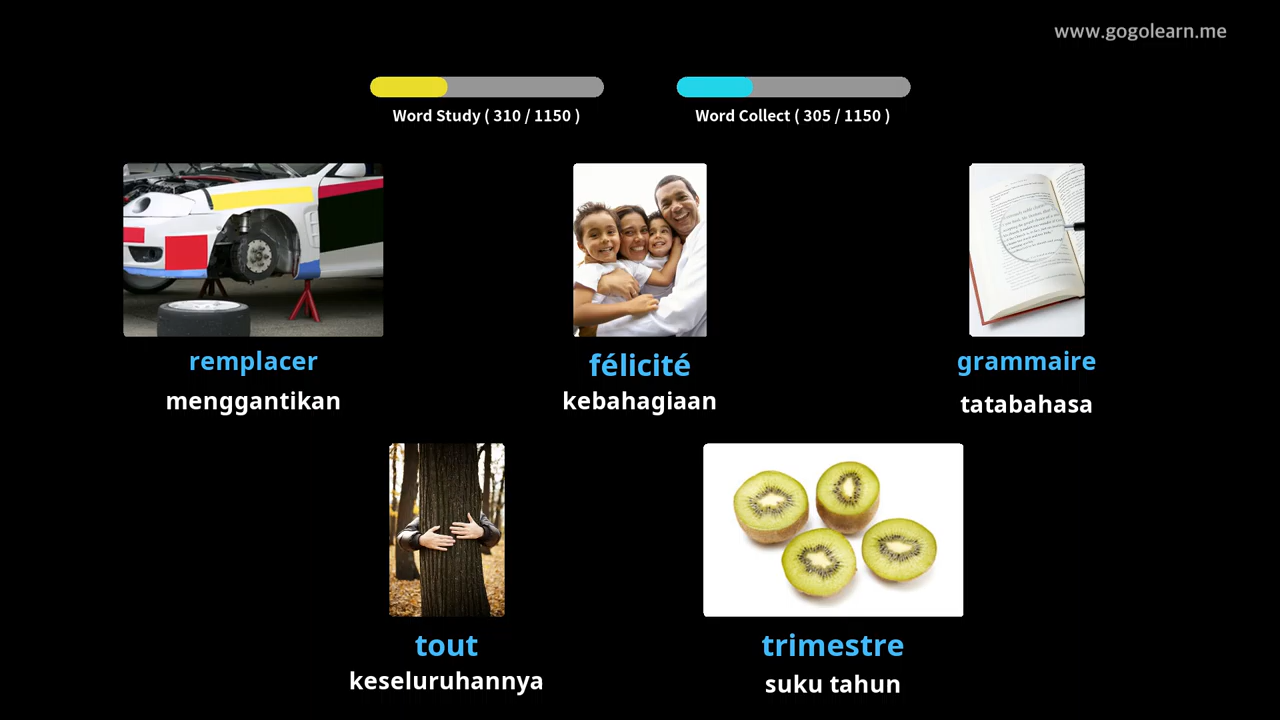 www.gogolearn.me
Word Study ( 310 / 1150 )
Word Collect ( 305 / 1150 )
remplacer
félicité
grammaire
menggantikan
kebahagiaan
tatabahasa
tout
trimestre
keseluruhannya
suku tahun